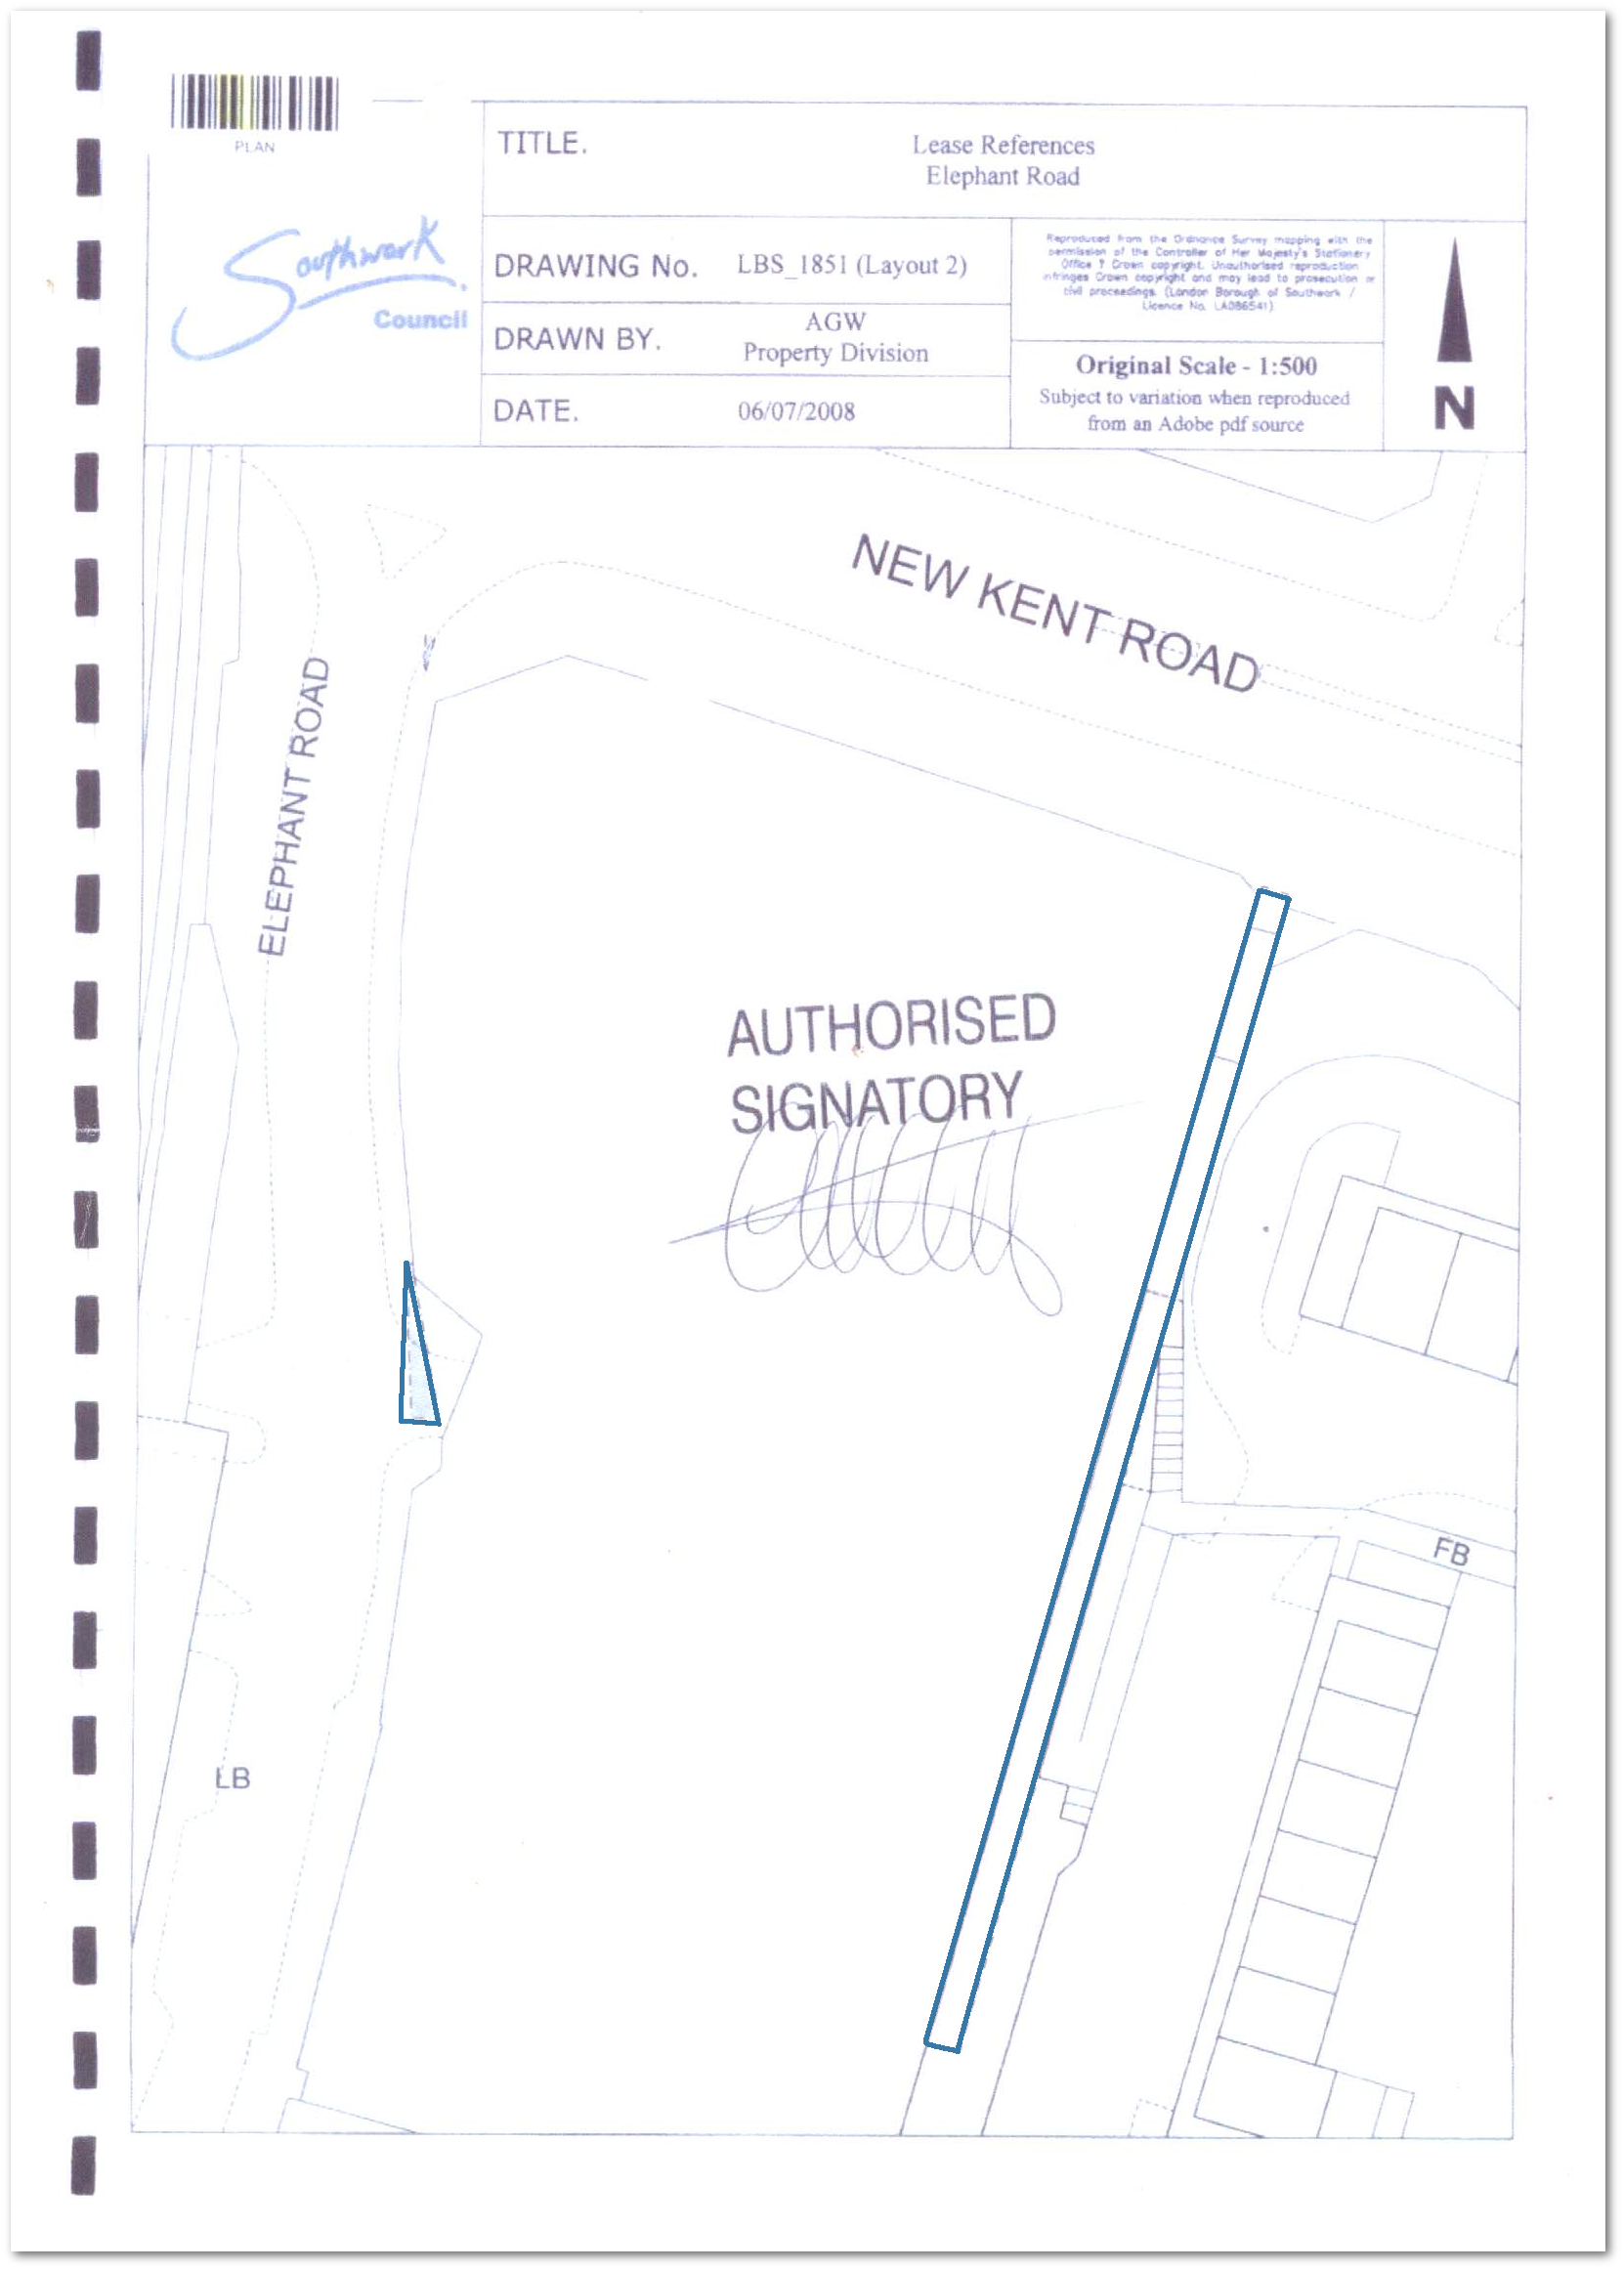 PLAN
Southwark
Council
TITLE.
Lease References
Elephant Road
DRAWING No.
LBS_1851 (Layout 2)
DRAWN BY.
AGW
Property Division
DATE.
06/07/2008
Reproduced from the Ordnance Survey mapping with the
permission of the Controller of Her Majesty's Stationery
Office ? Crown copyright. Unauthorised reproduction
infringes Crown copyright and may lead to prosecution or
civil proceedings. (London Borough of Southwark /
Licence No. LA086541)
Original Scale - 1:500
Subject to variation when reproduced
from an Adobe pdf source
N
NEW KENT ROAD
ELEPHANT ROAD
AUTHORISED
SIGNATORY
FB
LB